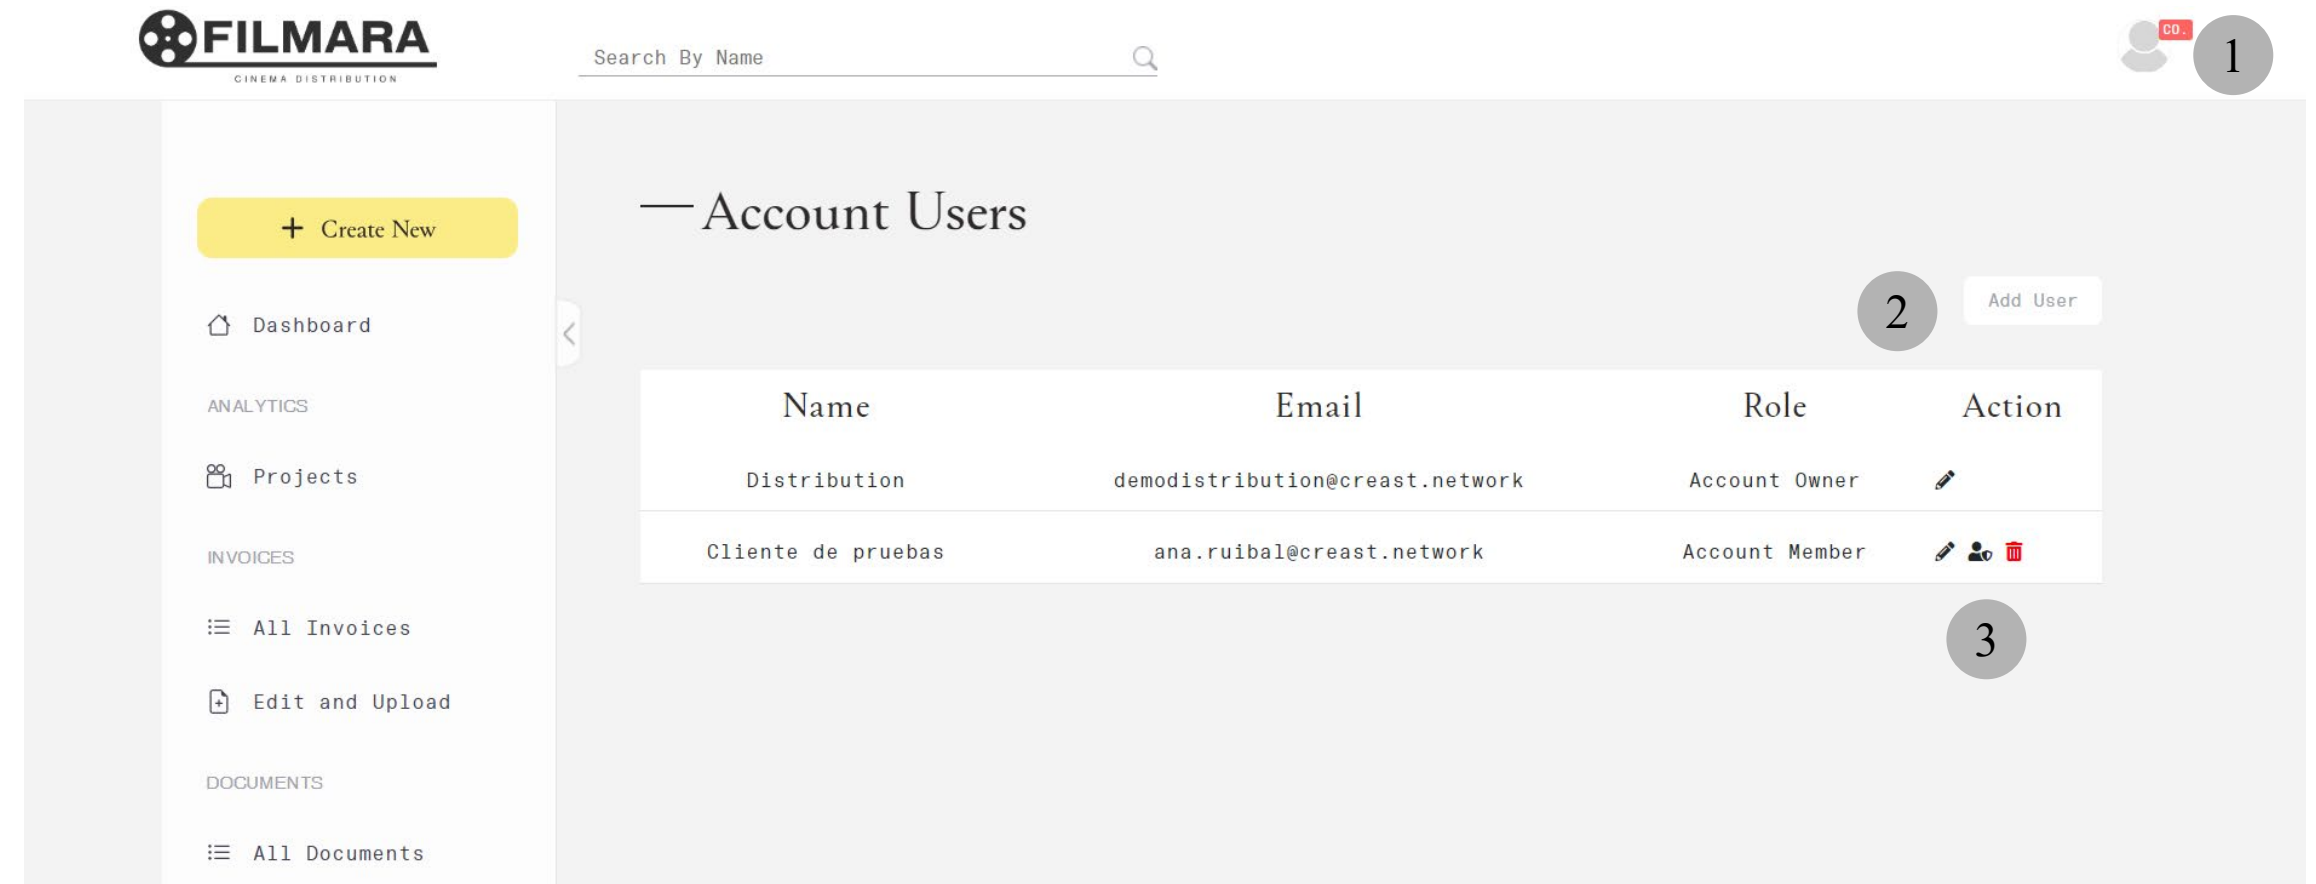 FILMARA
CINEMA DISTRIBUTION
Search By Name
CO.
1
+ Create New
Account Users
2
Add User
Dashboard
ANALYTICS
Projects
INVOICES
All Invoices
Edit and Upload
DOCUMENTS
All Documents
Name Email Role Action
Distribution demodistribution@creast.network Account Owner
Cliente de pruebas ana.ruibal@creast.network Account Member
3